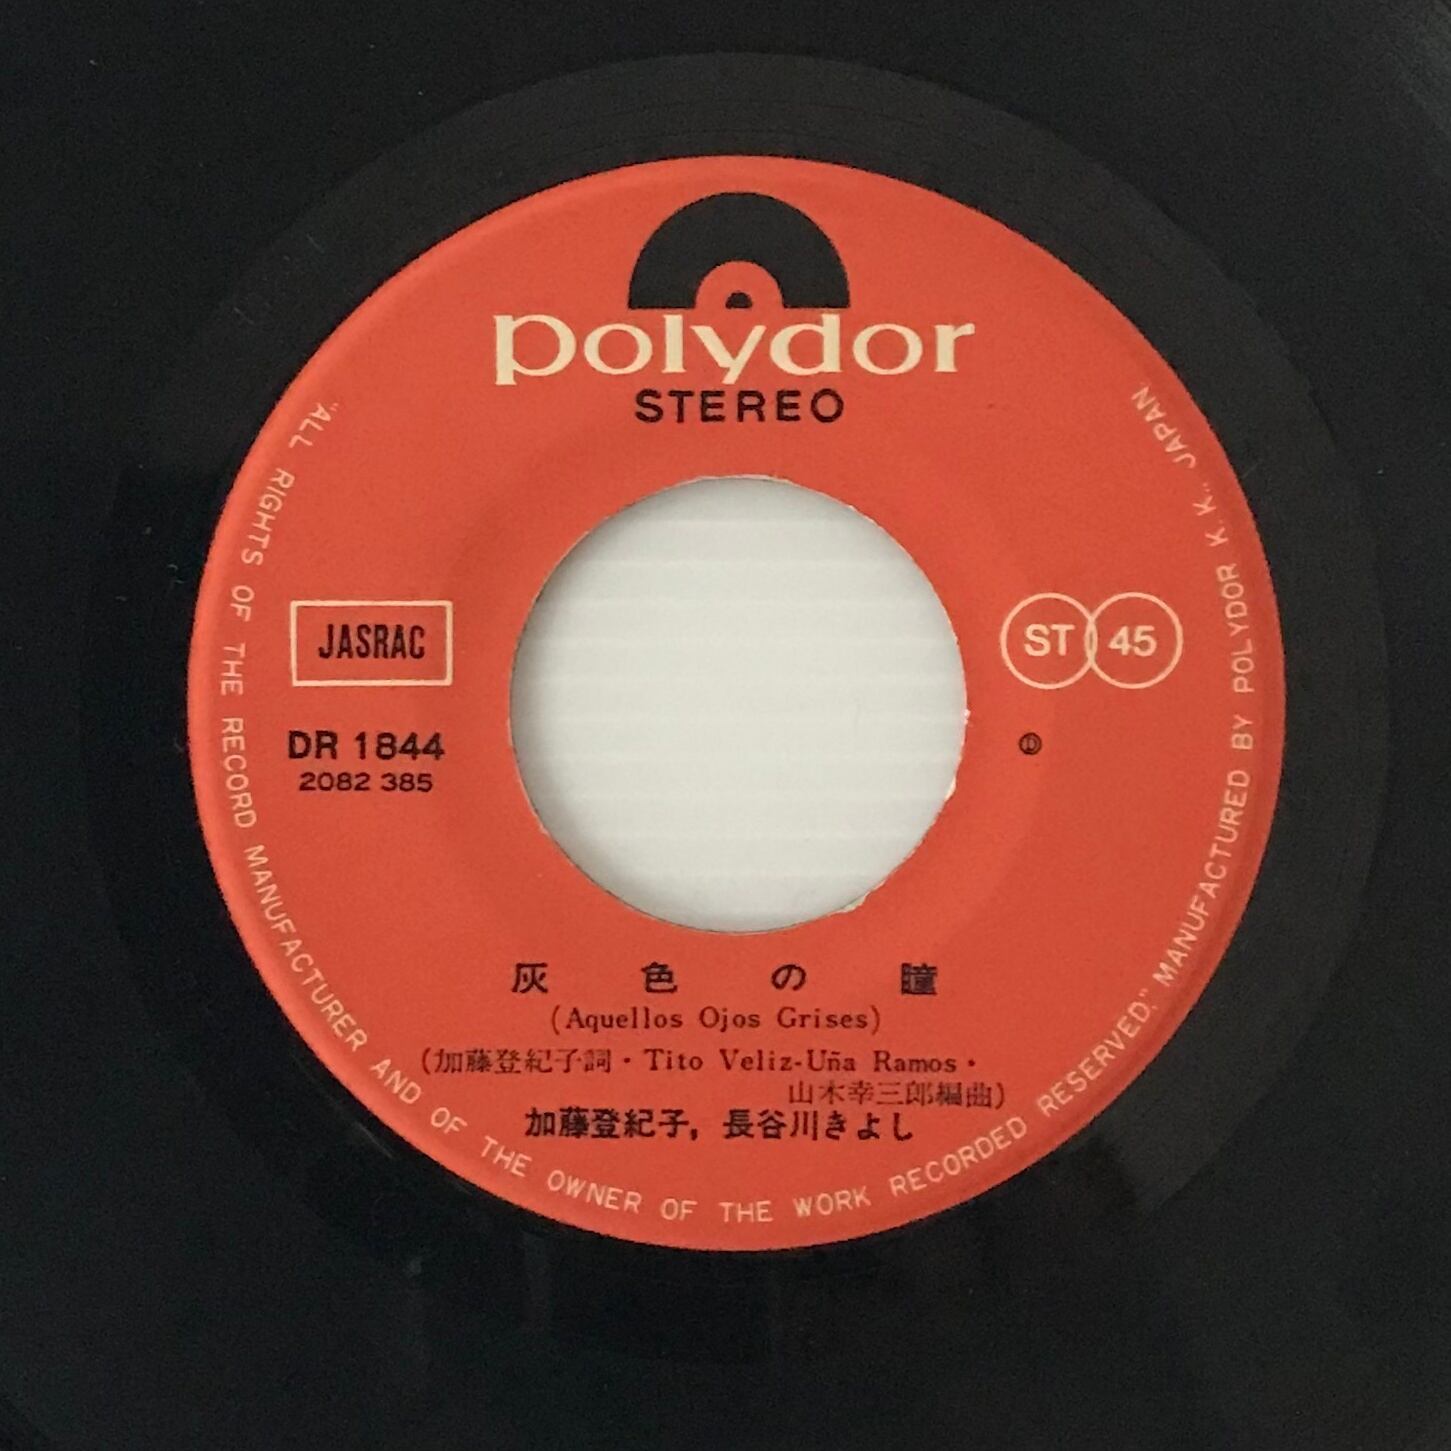 polydor
STEREO
JASRAC
ST 45
DR 1844
2082 385
灰色の瞳
(Aquellos Ojos Grises)
(加藤登紀子詞・Tito Veliz-Uña Ramos・
山木幸三郎編曲)
加藤登紀子, 長谷川きよし
"ALL RIGHTS OF THE RECORD MANUFACTURER AND OF THE OWNER OF THE WORK RECORDED RESERVED." MANUFACTURED BY POLYDOR K.K., JAPAN